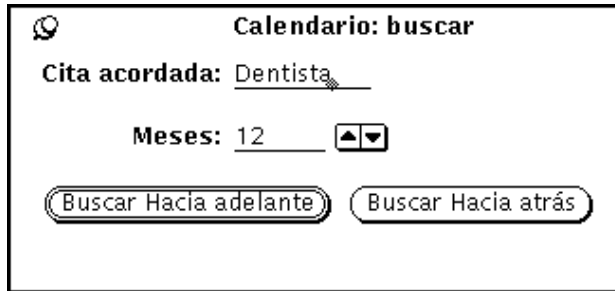 Calendario: buscar
Cita acordada: Dentista
Meses: 12
Buscar Hacia adelante Buscar Hacia atrás